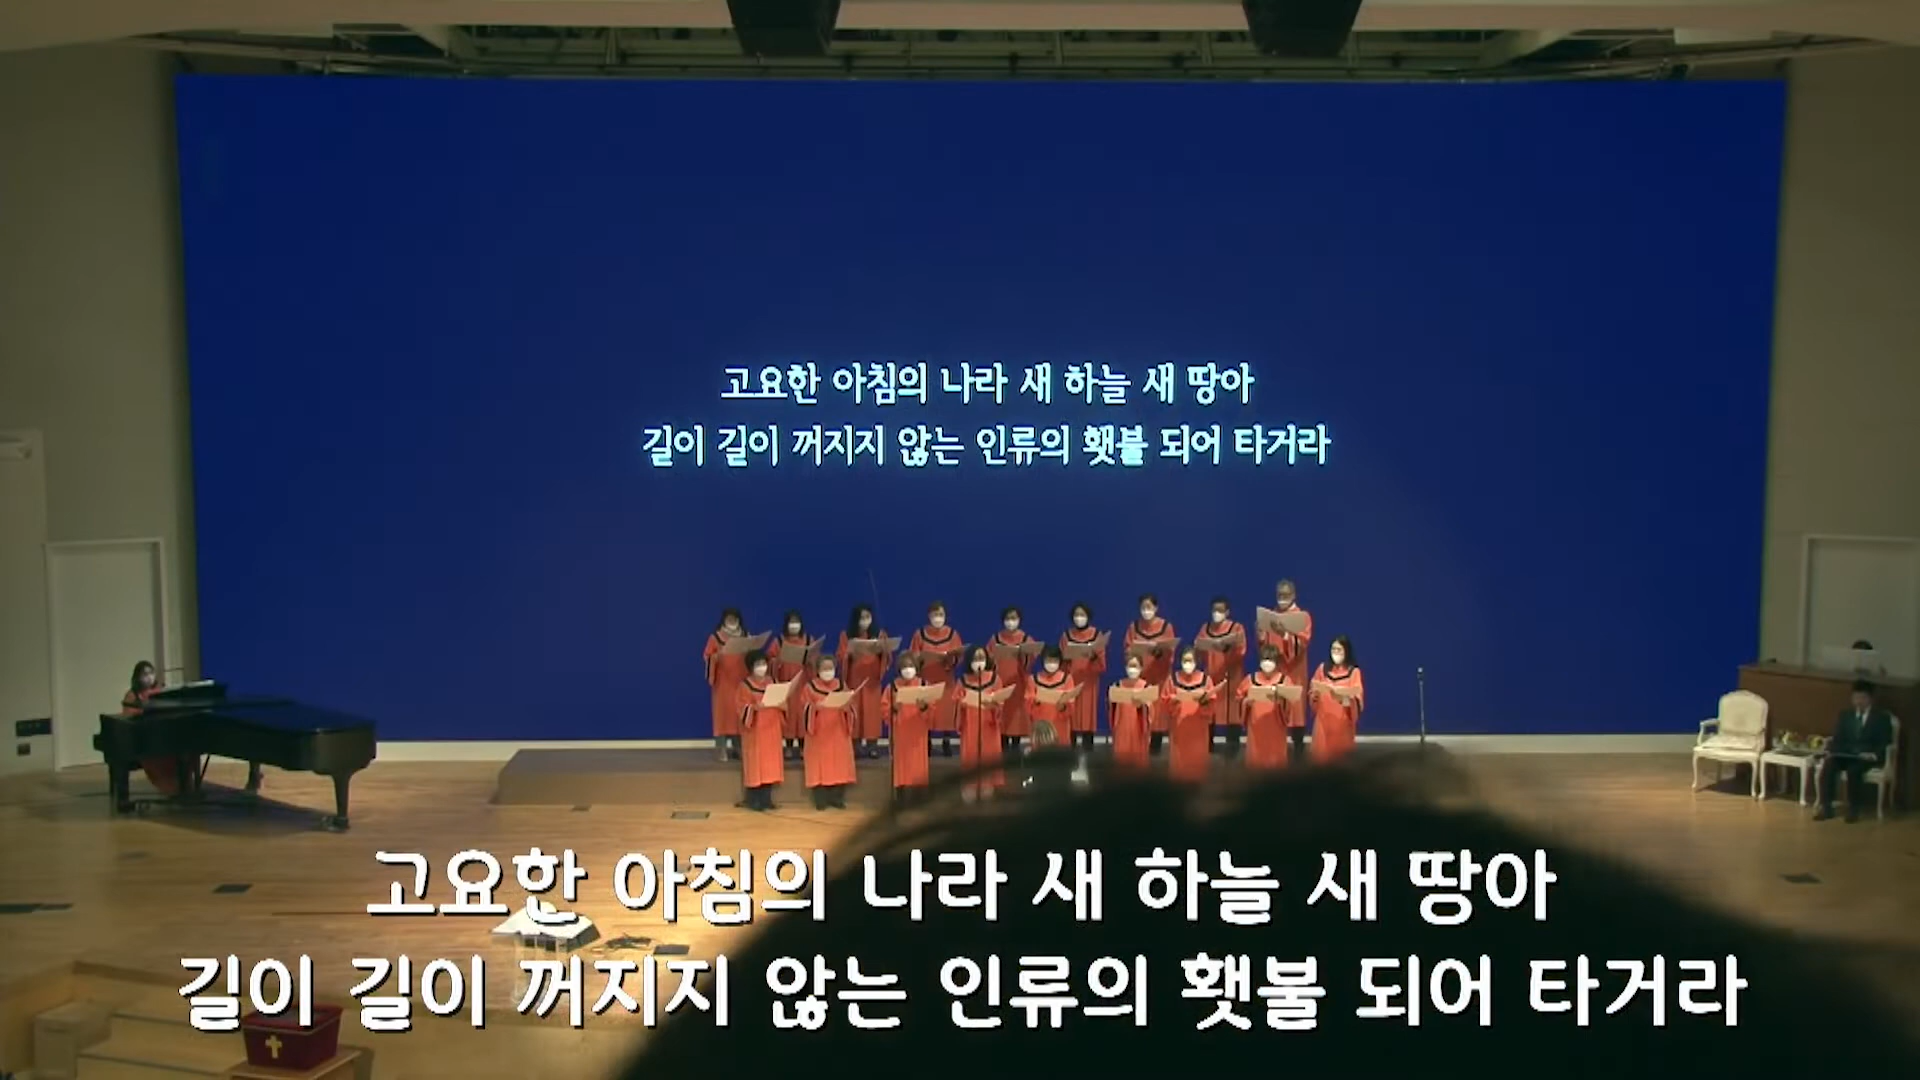 고요한 아침의 나라 새 하늘 새 땅아
길이 길이 꺼지지 않는 인류의 횃불 되어 타거라
고요한 아침의 나라 새 하늘 새 땅아
길이 길이 꺼지지 않는 인류의 횃불 되어 타거라